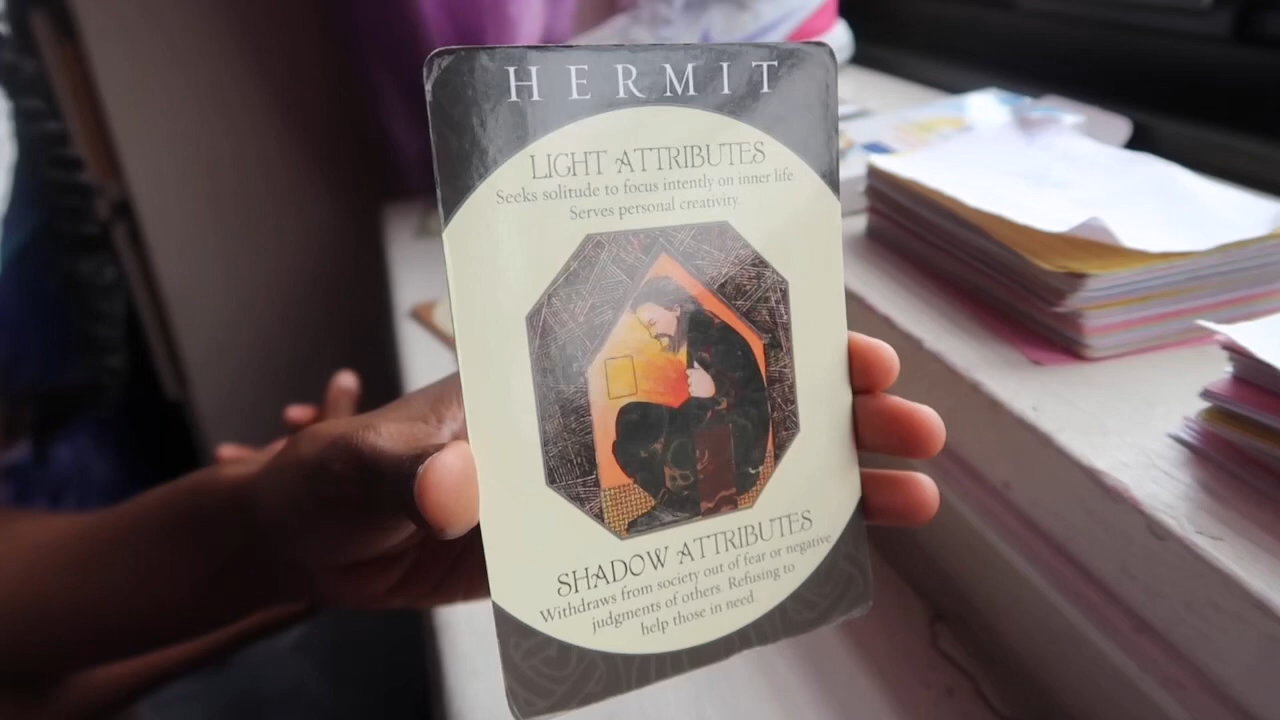 HERMIT
LIGHT ATTRIBUTES
Seeks solitude to focus intently on inner life.
Serves personal creativity.
SHADOW ATTRIBUTES
Withdraws from society out of fear or negative
judgments of others. Refusing to
help those in need.